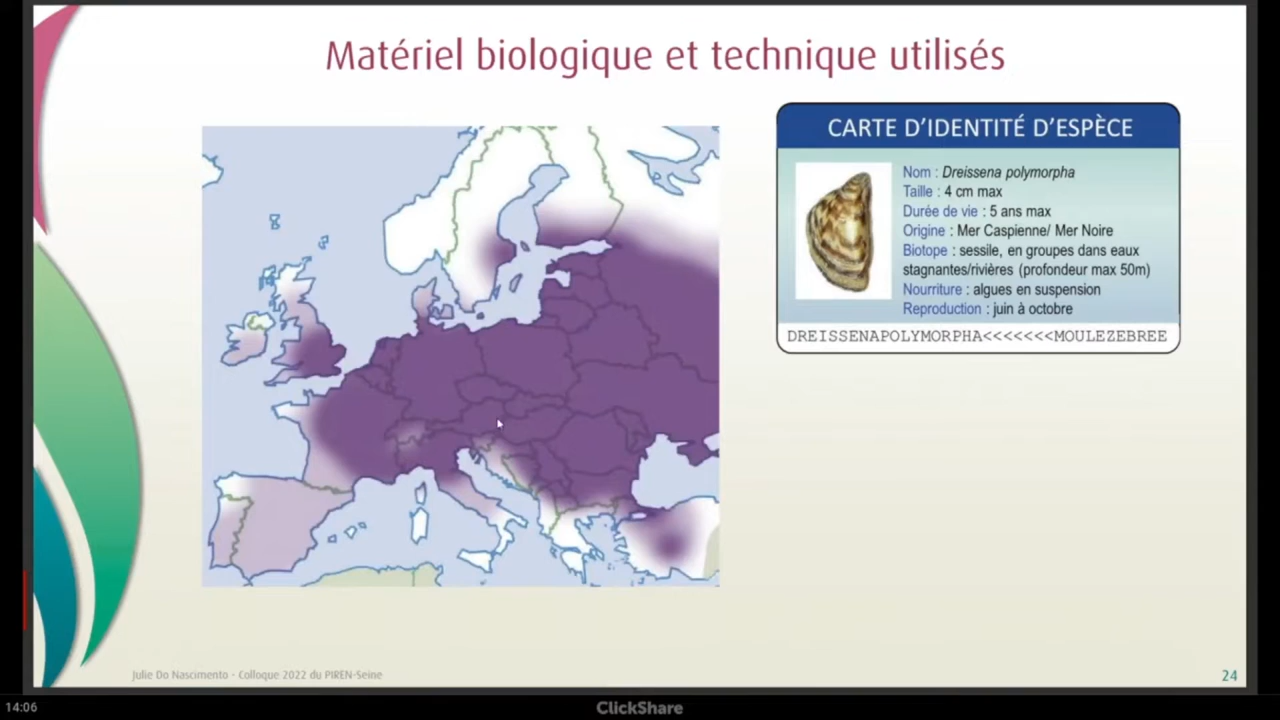 Matériel biologique et technique utilisés
CARTE D'IDENTITÉ D'ESPÈCE
Nom : Dreissena polymorpha
Taille : 4 cm max
Durée de vie : 5 ans max
Origine : Mer Caspienne/ Mer Noire
Biotope : sessile, en groupes dans eaux
stagnantes/rivières (profondeur max 50m)
Nourriture : algues en suspension
Reproduction : juin à octobre
DREISSENAPOLYMORPHA<<<<<<<MOULEZEBREE
Julie Do Nascimento - Colloque 2022 du PIREN-Seine
24
14:06
ClickShare